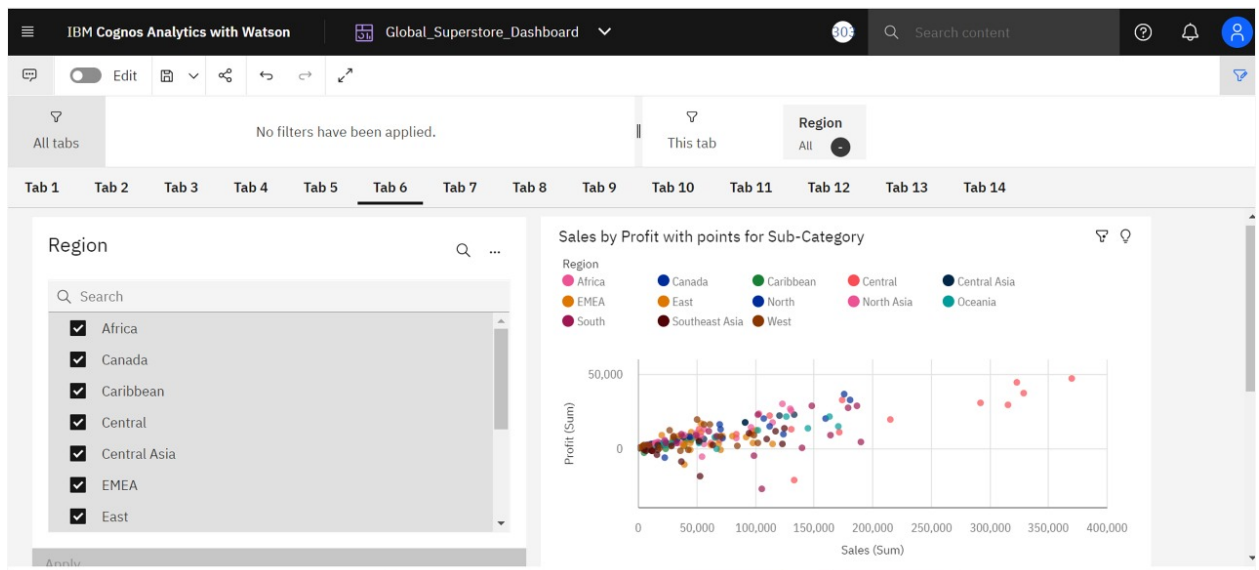 IBM Cognos Analytics with Watson
Global_Superstore_Dashboard
303
Search content
Edit
All tabs
No filters have been applied.
This tab
Region
All
Tab 1 Tab 2 Tab 3 Tab 4 Tab 5 Tab 6 Tab 7 Tab 8 Tab 9 Tab 10 Tab 11 Tab 12 Tab 13 Tab 14
Region
Search
Africa
Canada
Caribbean
Central
Central Asia
EMEA
East
Apply
Sales by Profit with points for Sub-Category
Region
Africa Canada Caribbean Central Central Asia
EMEA East North North Asia Oceania
South Southeast Asia West
Profit (Sum)
50,000
0
0 50,000 100,000 150,000 200,000 250,000 300,000 350,000 400,000
Sales (Sum)